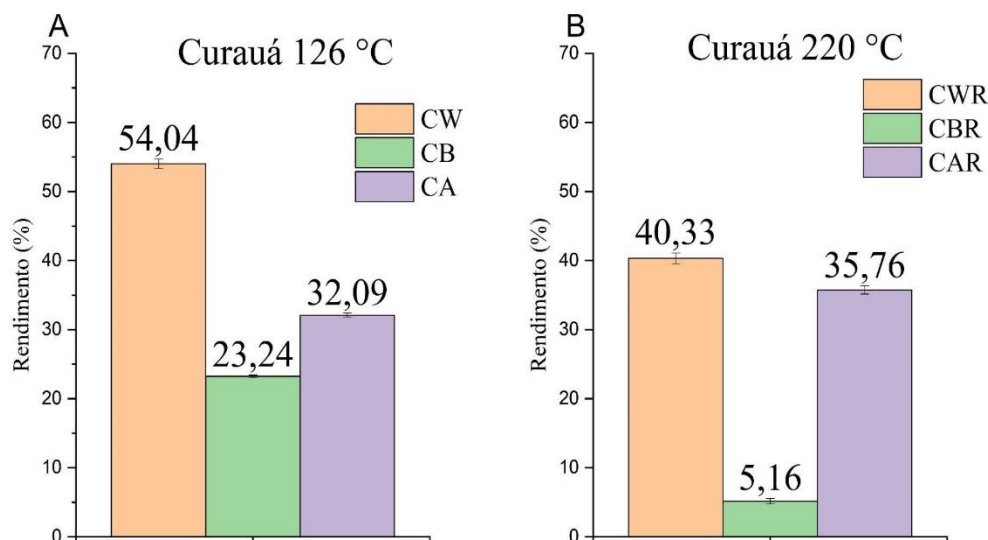 A
Curauá 126 °C
70
60
50
40
30
20
10
0
Rendimento (%)
54,04
23,24
32,09
CW
CB
CA
B
Curauá 220 °C
70
60
50
40
30
20
10
0
Rendimento (%)
40,33
5,16
35,76
CWR
CBR
CAR